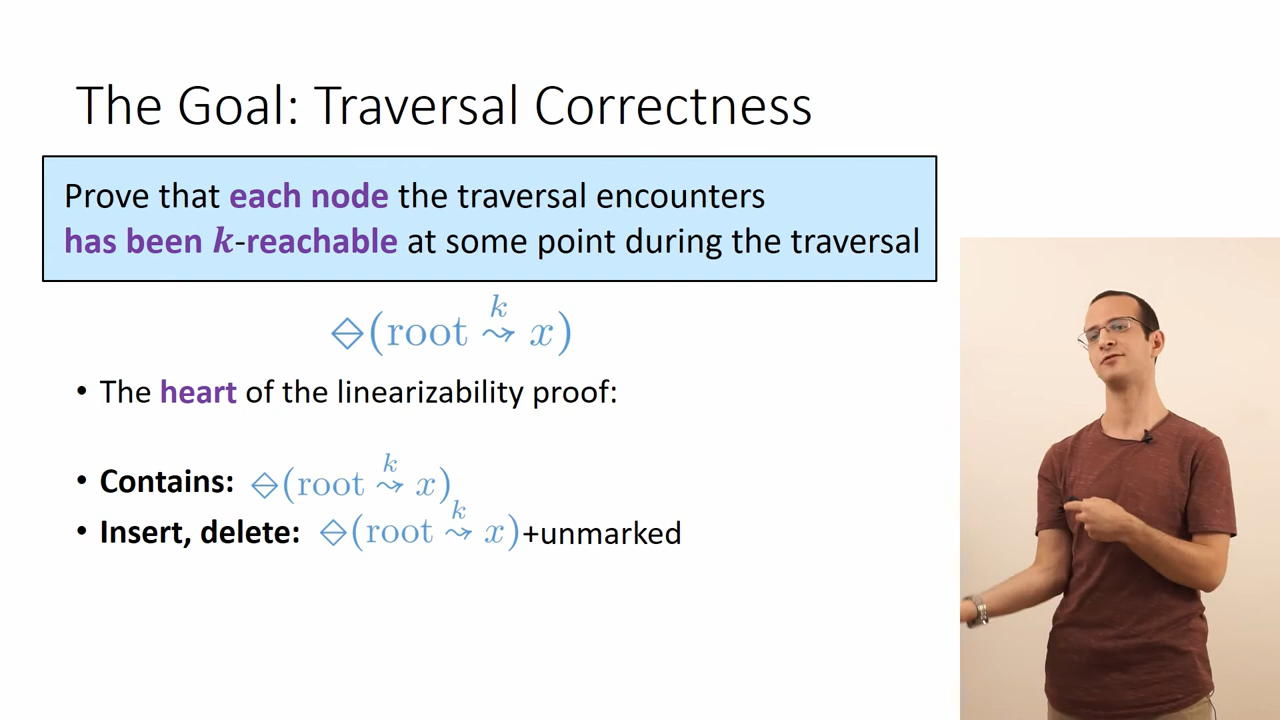 The Goal: Traversal Correctness
Prove that each node the traversal encounters
has been k-reachable at some point during the traversal
⟐(root ↝ᵏ x)
• The heart of the linearizability proof:
• Contains: ⟐(root ↝ᵏ x)
• Insert, delete: ⟐(root ↝ᵏ x)+unmarked